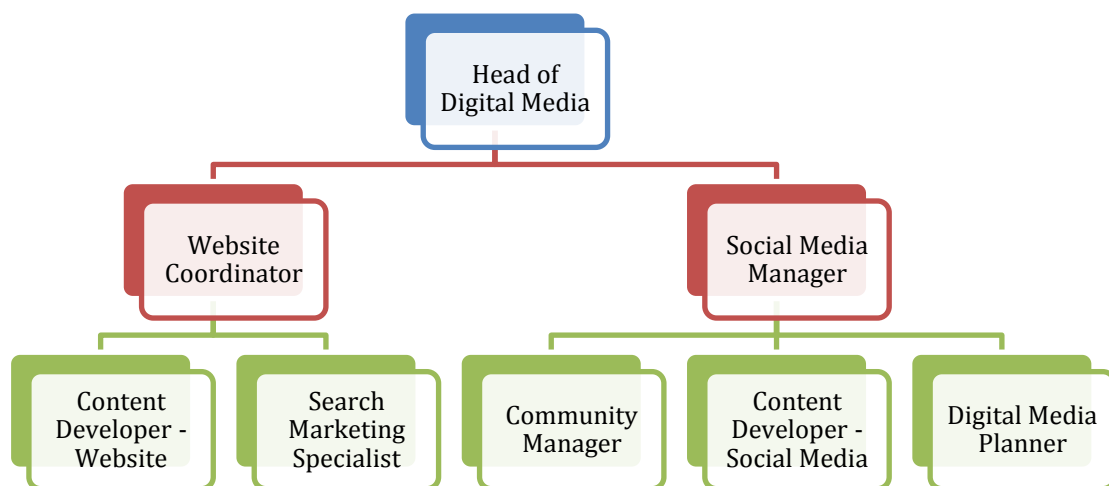 Head of
Digital Media
Website
Coordinator
Social Media
Manager
Content
Developer -
Website
Search
Marketing
Specialist
Community
Manager
Content
Developer -
Social Media
Digital Media
Planner